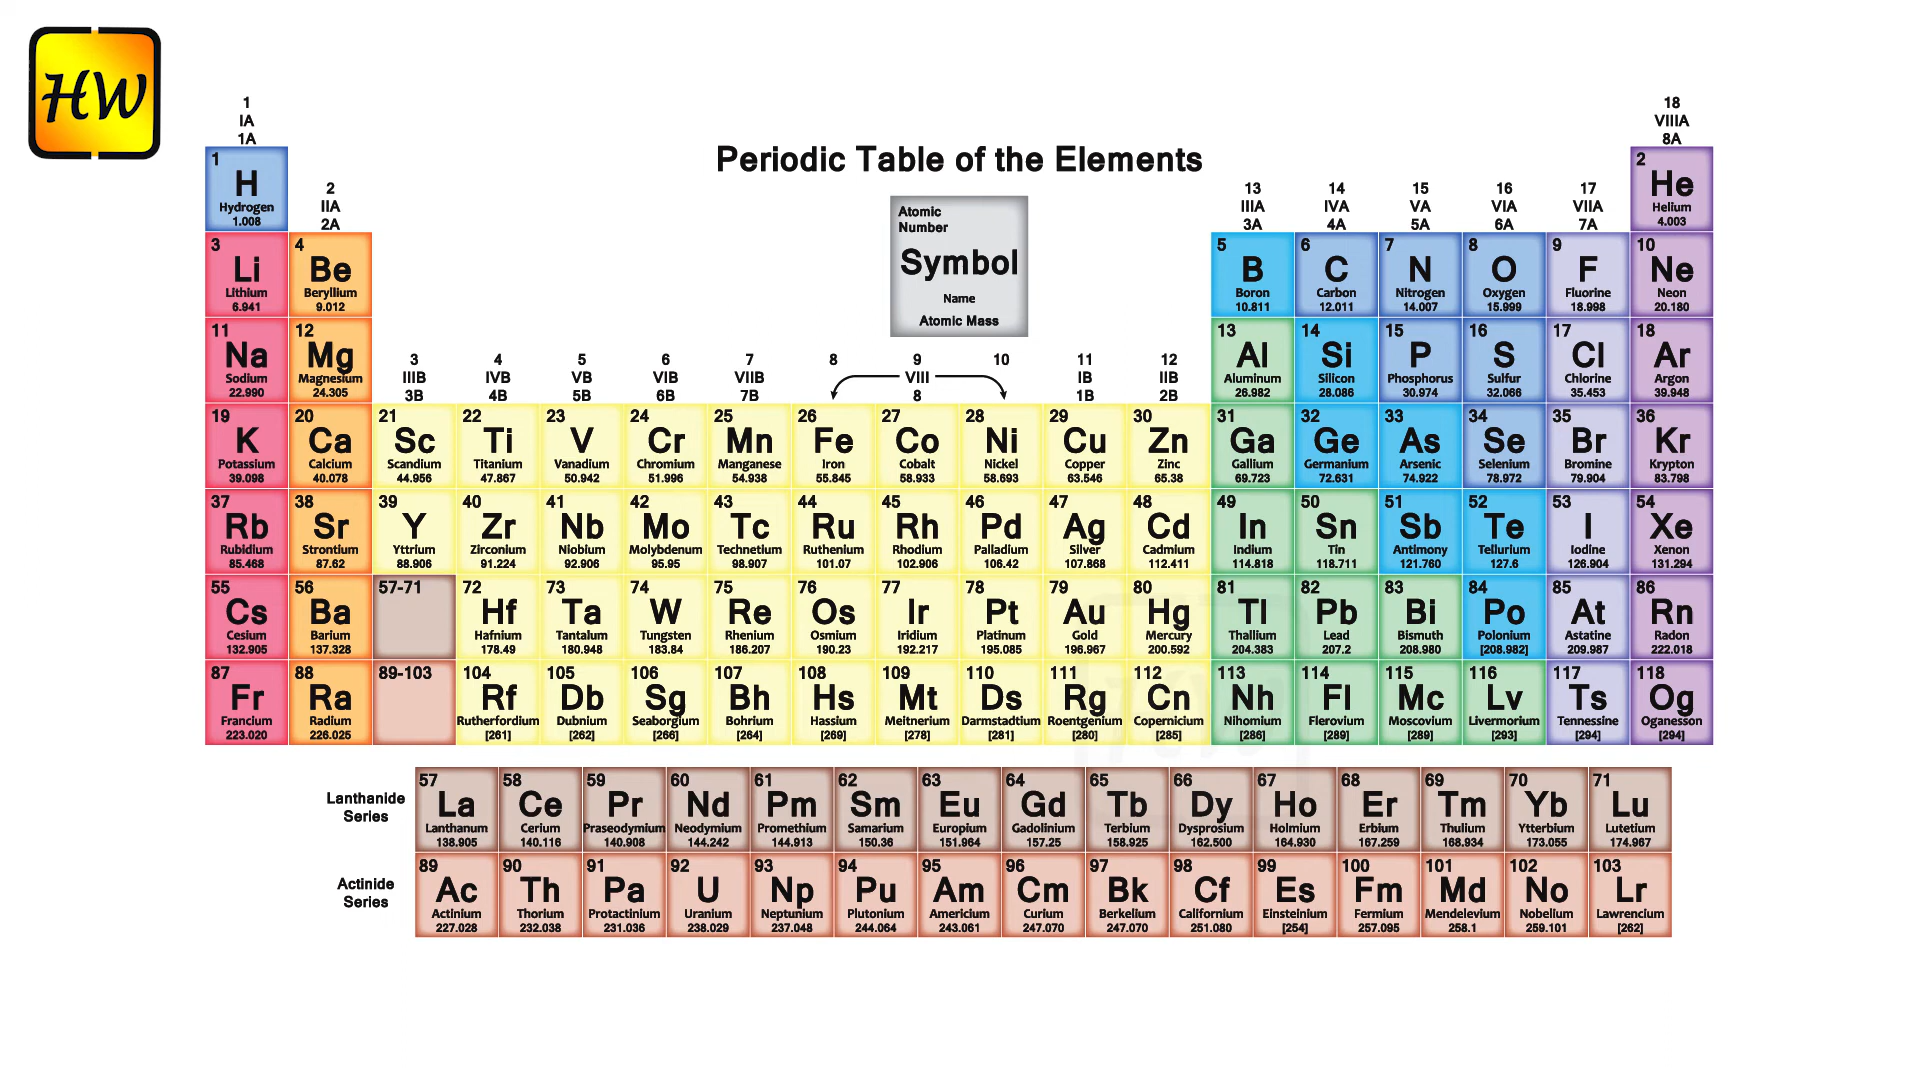 HW
Periodic Table of the Elements
Atomic
Number
Symbol
Name
Atomic Mass
1
IA
1A
2
IIA
2A
3
IIIB
3B
4
IVB
4B
5
VB
5B
6
VIB
6B
7
VIIB
7B
8
9
VIII
8
10
11
IB
1B
12
IIB
2B
13
IIIA
3A
14
IVA
4A
15
VA
5A
16
VIA
6A
17
VIIA
7A
18
VIIIA
8A
1
H
Hydrogen
1.008
2
He
Helium
4.003
3
Li
Lithium
6.941
4
Be
Beryllium
9.012
5
B
Boron
10.811
6
C
Carbon
12.011
7
N
Nitrogen
14.007
8
O
Oxygen
15.999
9
F
Fluorine
18.998
10
Ne
Neon
20.180
11
Na
Sodium
22.990
12
Mg
Magnesium
24.305
13
Al
Aluminum
26.982
14
Si
Silicon
28.086
15
P
Phosphorus
30.974
16
S
Sulfur
32.066
17
Cl
Chlorine
35.453
18
Ar
Argon
39.948
19
K
Potassium
39.098
20
Ca
Calcium
40.078
21
Sc
Scandium
44.956
22
Ti
Titanium
47.867
23
V
Vanadium
50.942
24
Cr
Chromium
51.996
25
Mn
Manganese
54.938
26
Fe
Iron
55.845
27
Co
Cobalt
58.933
28
Ni
Nickel
58.693
29
Cu
Copper
63.546
30
Zn
Zinc
65.38
31
Ga
Gallium
69.723
32
Ge
Germanium
72.631
33
As
Arsenic
74.922
34
Se
Selenium
78.972
35
Br
Bromine
79.904
36
Kr
Krypton
83.798
37
Rb
Rubidium
85.468
38
Sr
Strontium
87.62
39
Y
Yttrium
88.906
40
Zr
Zirconium
91.224
41
Nb
Niobium
92.906
42
Mo
Molybdenum
95.95
43
Tc
Technetium
98.907
44
Ru
Ruthenium
101.07
45
Rh
Rhodium
102.906
46
Pd
Palladium
106.42
47
Ag
Silver
107.868
48
Cd
Cadmium
112.411
49
In
Indium
114.818
50
Sn
Tin
118.711
51
Sb
Antimony
121.760
52
Te
Tellurium
127.6
53
I
Iodine
126.904
54
Xe
Xenon
131.294
55
Cs
Cesium
132.905
56
Ba
Barium
137.328
57-71
72
Hf
Hafnium
178.49
73
Ta
Tantalum
180.948
74
W
Tungsten
183.84
75
Re
Rhenium
186.207
76
Os
Osmium
190.23
77
Ir
Iridium
192.217
78
Pt
Platinum
195.085
79
Au
Gold
196.967
80
Hg
Mercury
200.592
81
Tl
Thallium
204.383
82
Pb
Lead
207.2
83
Bi
Bismuth
208.980
84
Po
Polonium
[208.982]
85
At
Astatine
209.987
86
Rn
Radon
222.018
87
Fr
Francium
223.020
88
Ra
Radium
226.025
89-103
104
Rf
Rutherfordium
[261]
105
Db
Dubnium
[262]
106
Sg
Seaborgium
[266]
107
Bh
Bohrium
[264]
108
Hs
Hassium
[269]
109
Mt
Meitnerium
[278]
110
Ds
Darmstadtium
[281]
111
Rg
Roentgenium
[280]
112
Cn
Copernicium
[285]
113
Nh
Nihomium
[286]
114
Fl
Flerovium
[289]
115
Mc
Moscovium
[289]
116
Lv
Livermorium
[293]
117
Ts
Tennessine
[294]
118
Og
Oganesson
[294]
Lanthanide
Series
57
La
Lanthanum
138.905
58
Ce
Cerium
140.116
59
Pr
Praseodymium
140.908
60
Nd
Neodymium
144.242
61
Pm
Promethium
144.913
62
Sm
Samarium
150.36
63
Eu
Europium
151.964
64
Gd
Gadolinium
157.25
65
Tb
Terbium
158.925
66
Dy
Dysprosium
162.500
67
Ho
Holmium
164.930
68
Er
Erbium
167.259
69
Tm
Thulium
168.934
70
Yb
Ytterbium
173.055
71
Lu
Lutetium
174.967
Actinide
Series
89
Ac
Actinium
227.028
90
Th
Thorium
232.038
91
Pa
Protactinium
231.036
92
U
Uranium
238.029
93
Np
Neptunium
237.048
94
Pu
Plutonium
244.064
95
Am
Americium
243.061
96
Cm
Curium
247.070
97
Bk
Berkelium
247.070
98
Cf
Californium
251.080
99
Es
Einsteinium
[254]
100
Fm
Fermium
257.095
101
Md
Mendelevium
258.1
102
No
Nobelium
259.101
103
Lr
Lawrencium
[262]